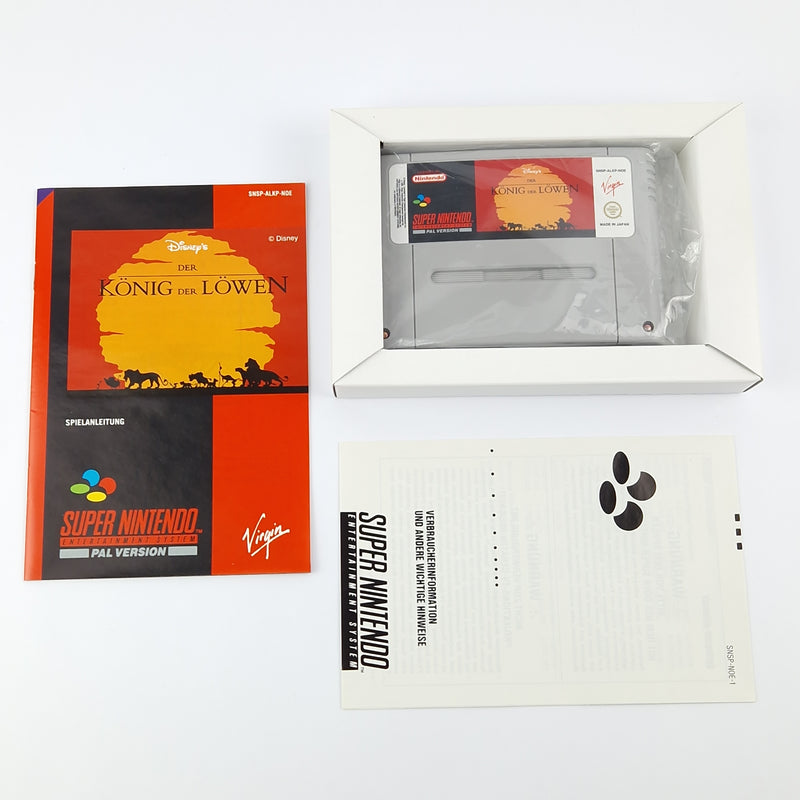 SNSP-ALKP-NOE
Disney's
© Disney
DER
KÖNIG DER LÖWEN
SPIELANLEITUNG
SUPER NINTENDO
TM
ENTERTAINMENT SYSTEM
PAL VERSION
Virgin
Nintendo
Disney's
DER
KÖNIG DER LÖWEN
SUPER NINTENDO
ENTERTAINMENT SYSTEM
PAL VERSION
SNSP-ALKP-NOE
Virgin
MADE IN JAPAN
VERBRAUCHERINFORMATION
UND ANDERE WICHTIGE HINWEISE
SUPER NINTENDO
TM
ENTERTAINMENT SYSTEM
SNSP-NOE-1